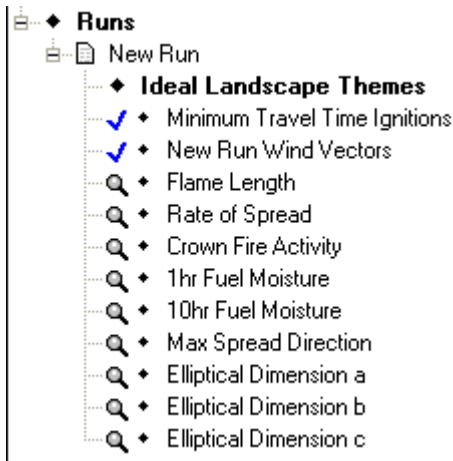 Runs
New Run
Ideal Landscape Themes
Minimum Travel Time Ignitions
New Run Wind Vectors
Flame Length
Rate of Spread
Crown Fire Activity
1hr Fuel Moisture
10hr Fuel Moisture
Max Spread Direction
Elliptical Dimension a
Elliptical Dimension b
Elliptical Dimension c